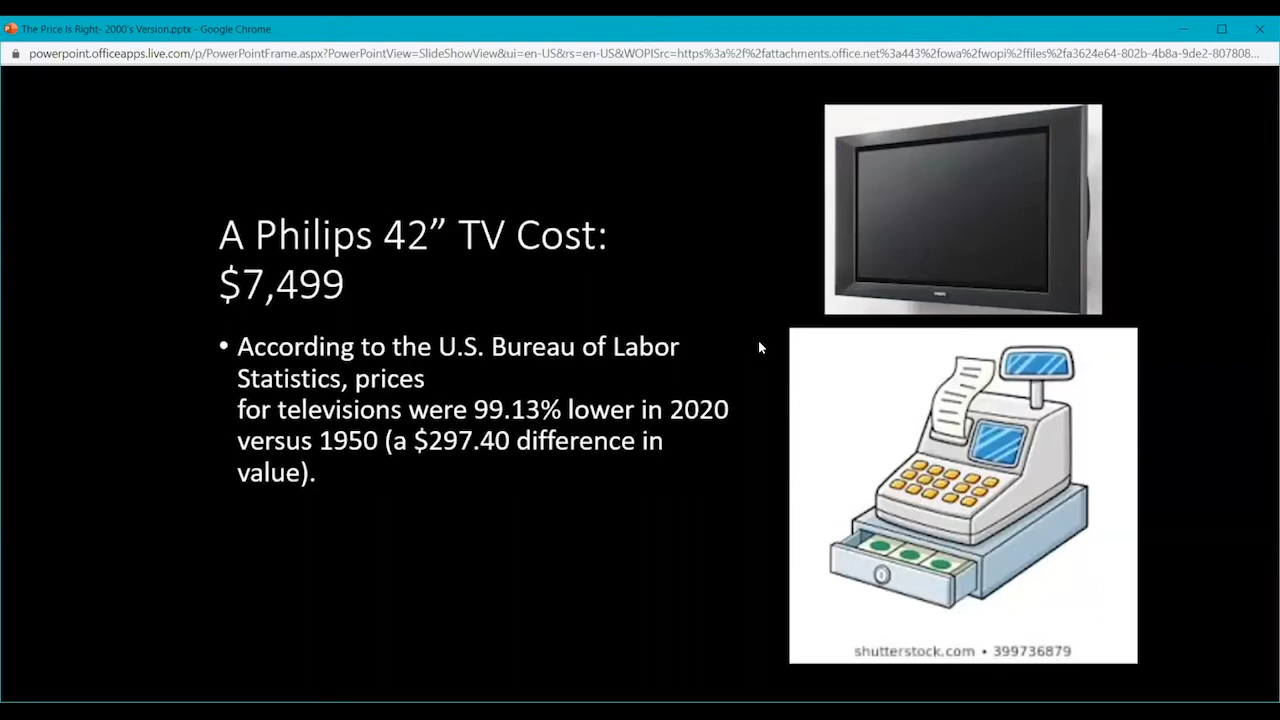 The Price Is Right- 2000's Version.pptx - Google Chrome
powerpoint.officeapps.live.com/p/PowerPointFrame.aspx?PowerPointView=SlideShowView&ui=en-US&rs=en-US&WOPISrc=https%3a%2f%2fattachments.office.net%3a443%2fowa%2fwopi%2ffiles%2fa3624e64-802b-4b8a-9de2-807808...
A Philips 42” TV Cost:
$7,499
• According to the U.S. Bureau of Labor
Statistics, prices
for televisions were 99.13% lower in 2020
versus 1950 (a $297.40 difference in
value).
PHILIPS
shutterstock.com • 399736879